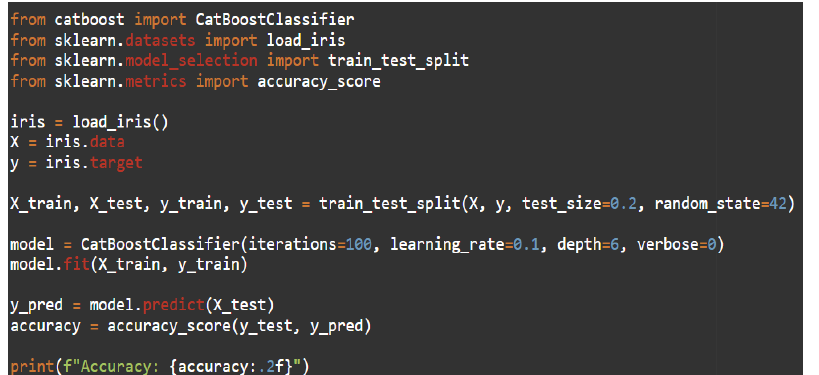 from catboost import CatBoostClassifier
from sklearn.datasets import load_iris
from sklearn.model_selection import train_test_split
from sklearn.metrics import accuracy_score
iris = load_iris()
X = iris.data
y = iris.target
X_train, X_test, y_train, y_test = train_test_split(X, y, test_size=0.2, random_state=42)
model = CatBoostClassifier(iterations=100, learning_rate=0.1, depth=6, verbose=0)
model.fit(X_train, y_train)
y_pred = model.predict(X_test)
accuracy = accuracy_score(y_test, y_pred)
print(f"Accuracy: {accuracy:.2f}")